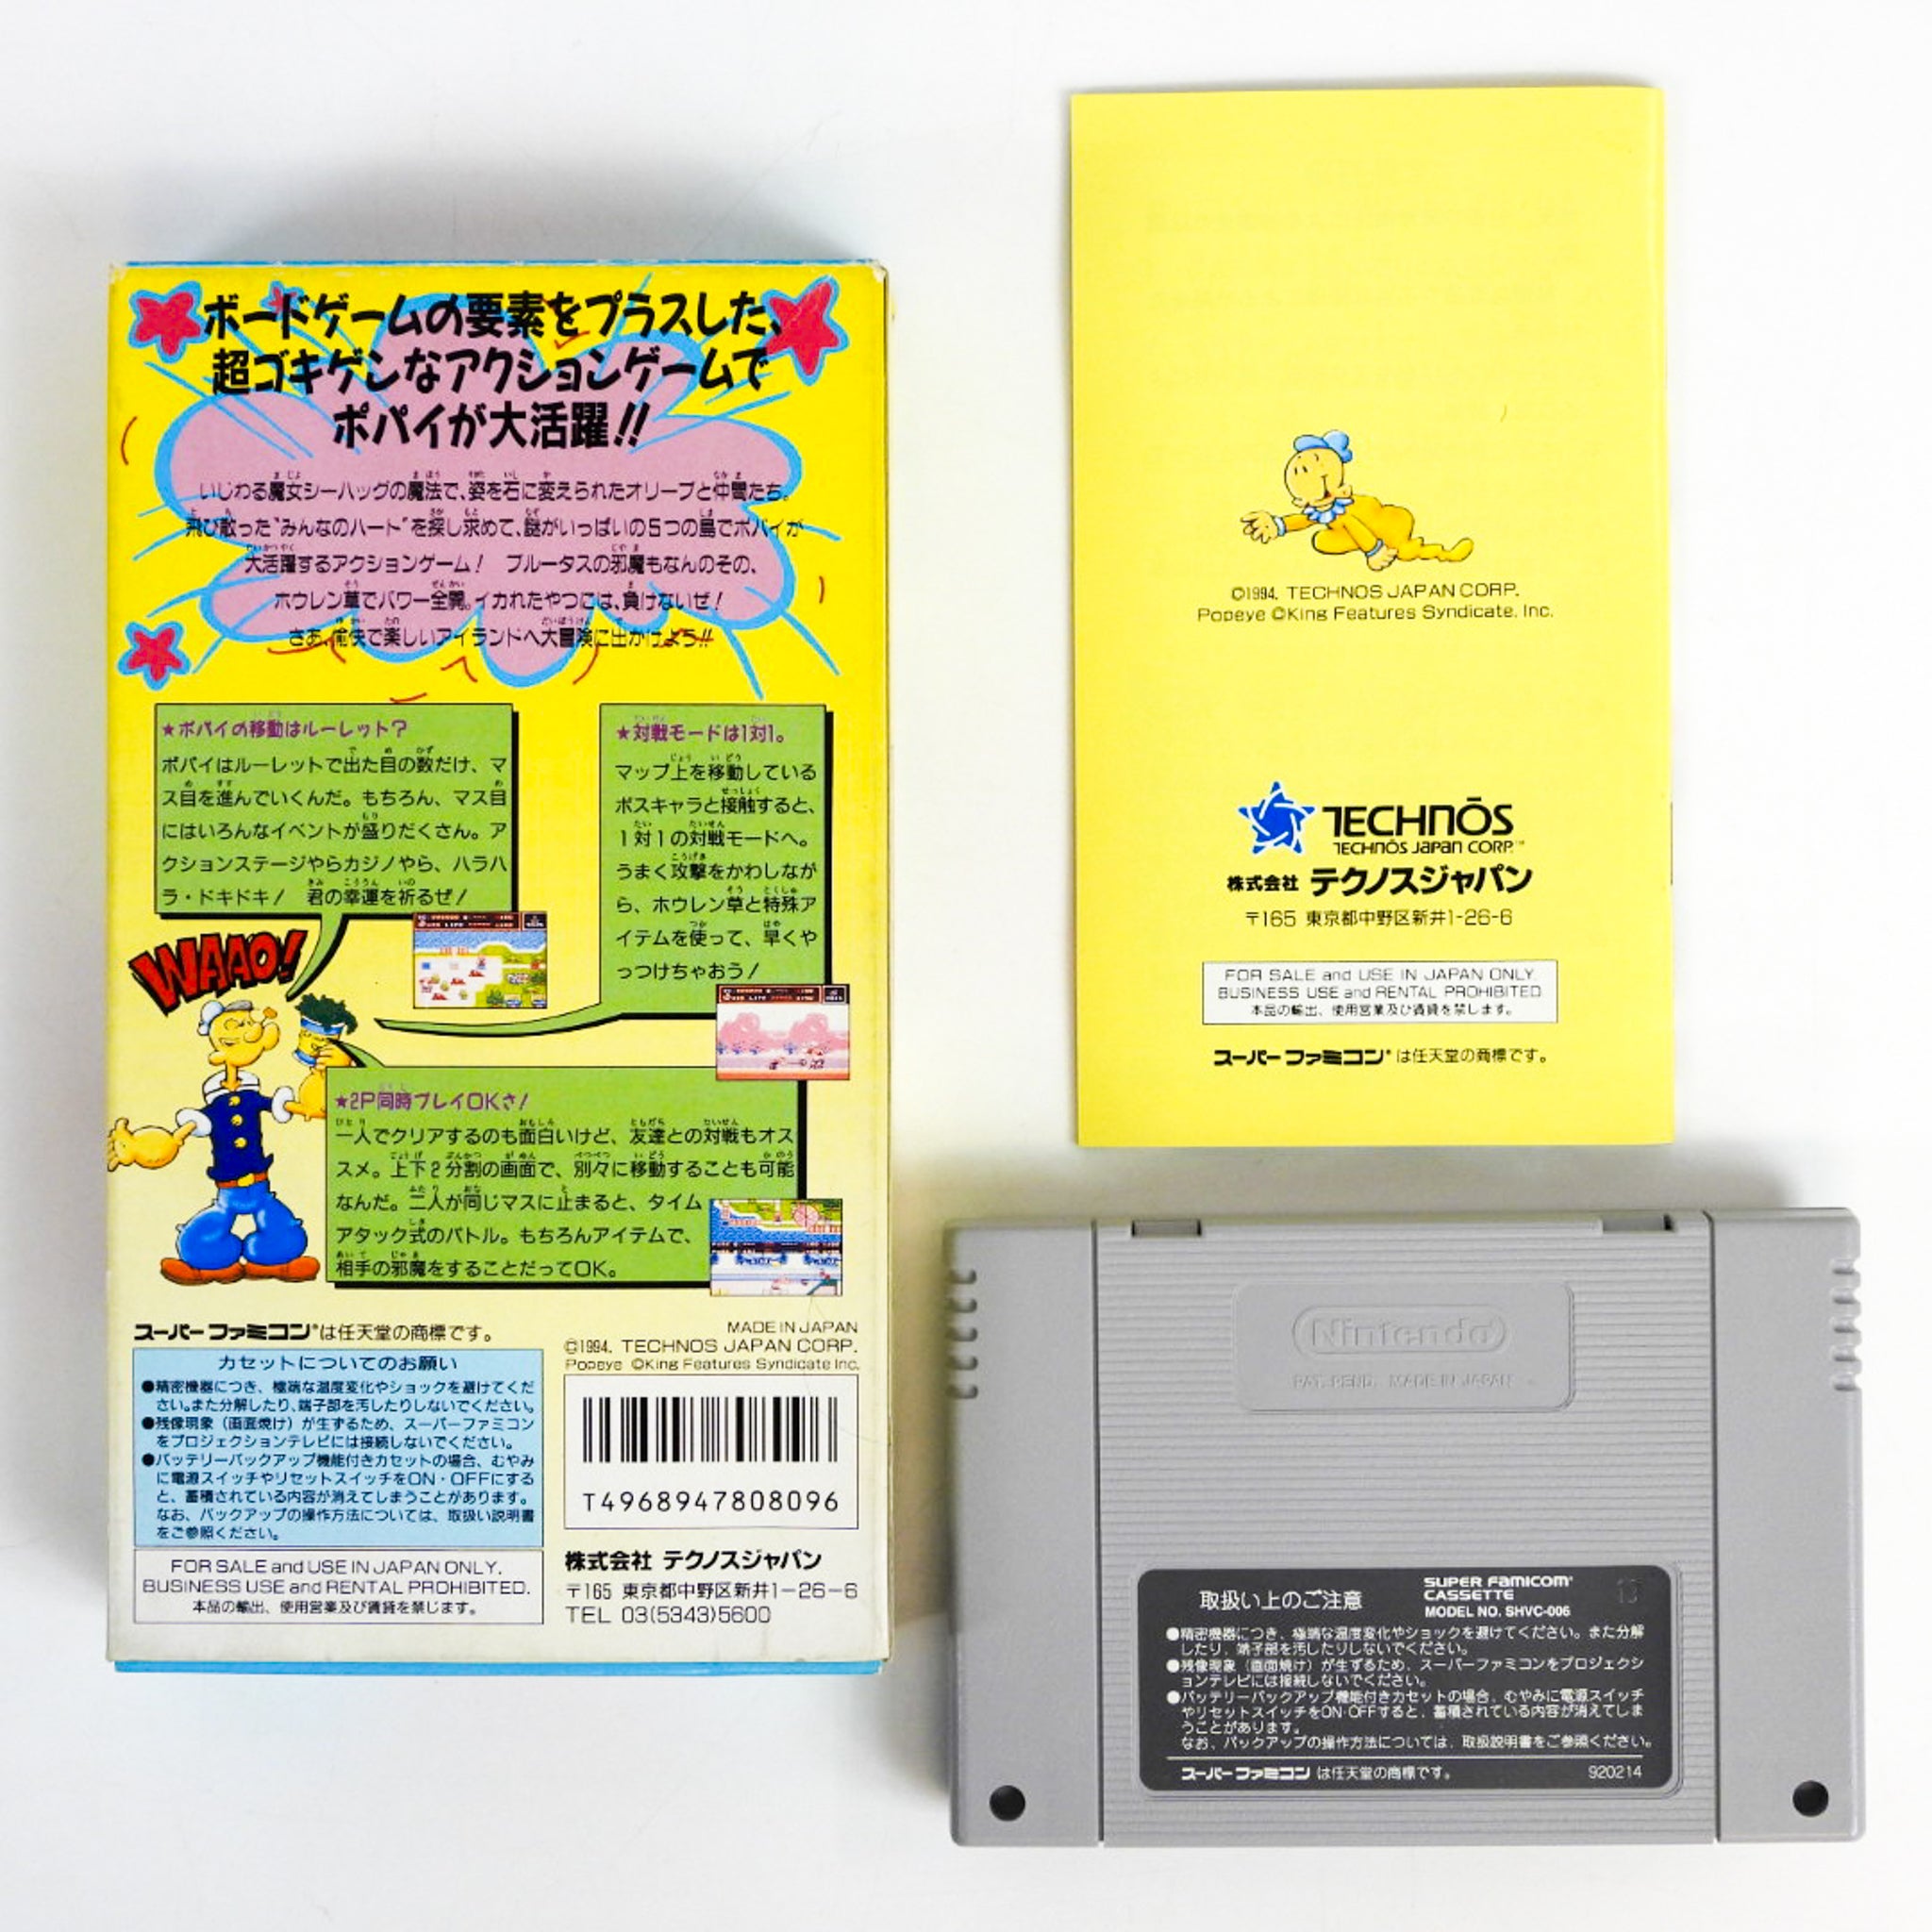 ボードゲームの要素をプラスした、
超ゴキゲンなアクションゲームで
ポパイが大活躍!!
いじわる魔女シーハッグの魔法で、姿を石に変えられたオリーブと仲間たち。
飛び散った"みんなのハート"を探し求めて、謎がいっぱいの5つの島でポパイが
大活躍するアクションゲーム! ブルータスの邪魔もなんのその、
ホウレン草でパワー全開。イカれたやつには、負けないぜ!
さあ、愉快で楽しいアイランドへ大冒険に出かけよう!!
★ポパイの移動はルーレット?
ポパイはルーレットで出た目の数だけ、マ
ス目を進んでいくんだ。もちろん、マス目
にはいろんなイベントが盛りだくさん。ア
クションステージやらカジノやら、ハラハ
ラ・ドキドキ! 君の幸運を祈るぜ!
★対戦モードは1対1。
マップ上を移動している
ボスキャラと接触すると、
1対1の対戦モードへ。
うまく攻撃をかわしなが
ら、ホウレン草と特殊ア
イテムを使って、早くや
っつけちゃおう!
WAAO!
★2P同時プレイOKさ!
一人でクリアするのも面白いけど、友達との対戦もオス
スメ。上下2分割の画面で、別々に移動することも可能
なんだ。二人が同じマスに止まると、タイム
アタック式のバトル。もちろんアイテムで、
相手の邪魔をすることだってOK。
スーパーファミコン®は任天堂の商標です。
カセットについてのお願い
●精密機器につき、極端な温度変化やショックを避けてくだ
さい。また分解したり、端子部を汚したりしないでください。
●残像現象(画面焼け)が生ずるため、スーパーファミコン
をプロジェクションテレビには接続しないでください。
●バッテリーバックアップ機能付きカセットの場合、むやみ
に電源スイッチやリセットスイッチをON・OFFにする
と、蓄積されている内容が消えてしまうことがあります。
なお、バックアップの操作方法については、取扱い説明書
をご参照ください。
FOR SALE and USE IN JAPAN ONLY.
BUSINESS USE and RENTAL PROHIBITED.
本品の輸出、使用営業及び賃貸を禁じます。
MADE IN JAPAN
©1994. TECHNOS JAPAN CORP.
Popeye ©King Features Syndicate Inc.
T4968947808096
株式会社 テクノスジャパン
〒165 東京都中野区新井1-26-6
TEL 03(5343)5600
©1994. TECHNOS JAPAN CORP.
Popeye ©King Features Syndicate. Inc.
TECHNŌS
TECHNŌS JAPAN CORP.™
株式会社 テクノスジャパン
〒165 東京都中野区新井1-26-6
FOR SALE and USE IN JAPAN ONLY.
BUSINESS USE and RENTAL PROHIBITED.
本品の輸出、使用営業及び賃貸を禁じます。
スーパーファミコン®は任天堂の商標です。
Nintendo®
PAT. PEND. MADE IN JAPAN
取扱い上のご注意
SUPER FAMICOM®
CASSETTE
MODEL NO. SHVC-006
●精密機器につき、極端な温度変化やショックを避けてください。また分解
したり、端子部を汚したりしないでください。
●残像現象(画面焼け)が生ずるため、スーパーファミコンをプロジェクシ
ョンテレビには接続しないでください。
●バッテリーバックアップ機能付きカセットの場合、むやみに電源スイッチ
やリセットスイッチをON・OFFすると、蓄積されている内容が消えてしま
うことがあります。
なお、バックアップの操作方法については、取扱説明書をご参照ください。
スーパーファミコン は任天堂の商標です。
920214